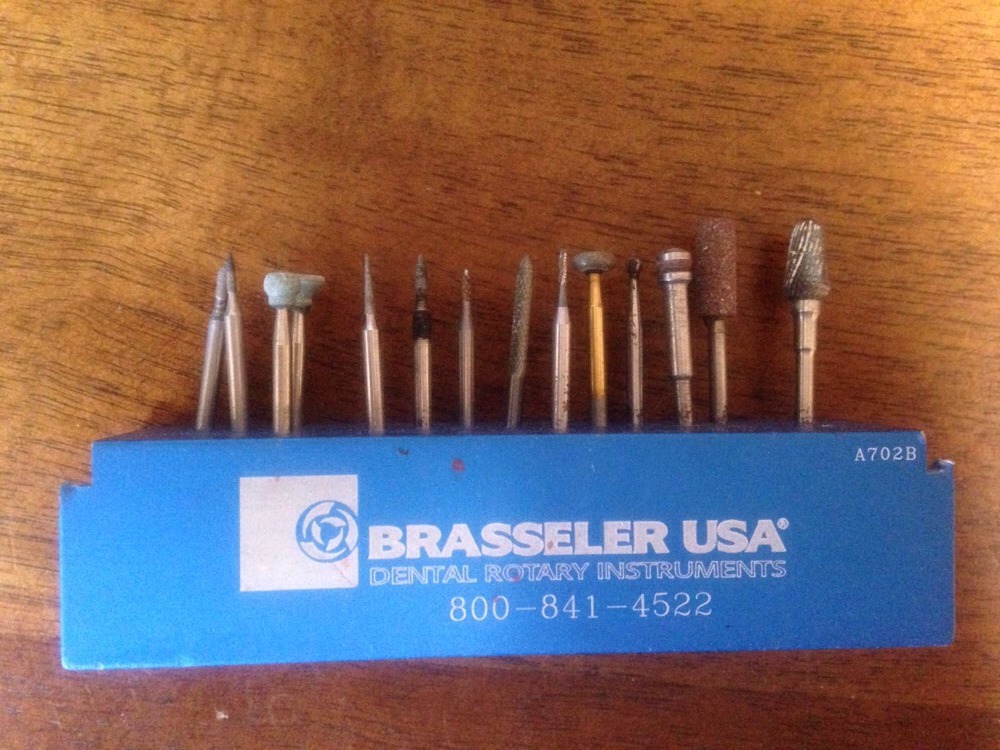 A702B
BRASSELER USA®
DENTAL ROTARY INSTRUMENTS
800-841-4522